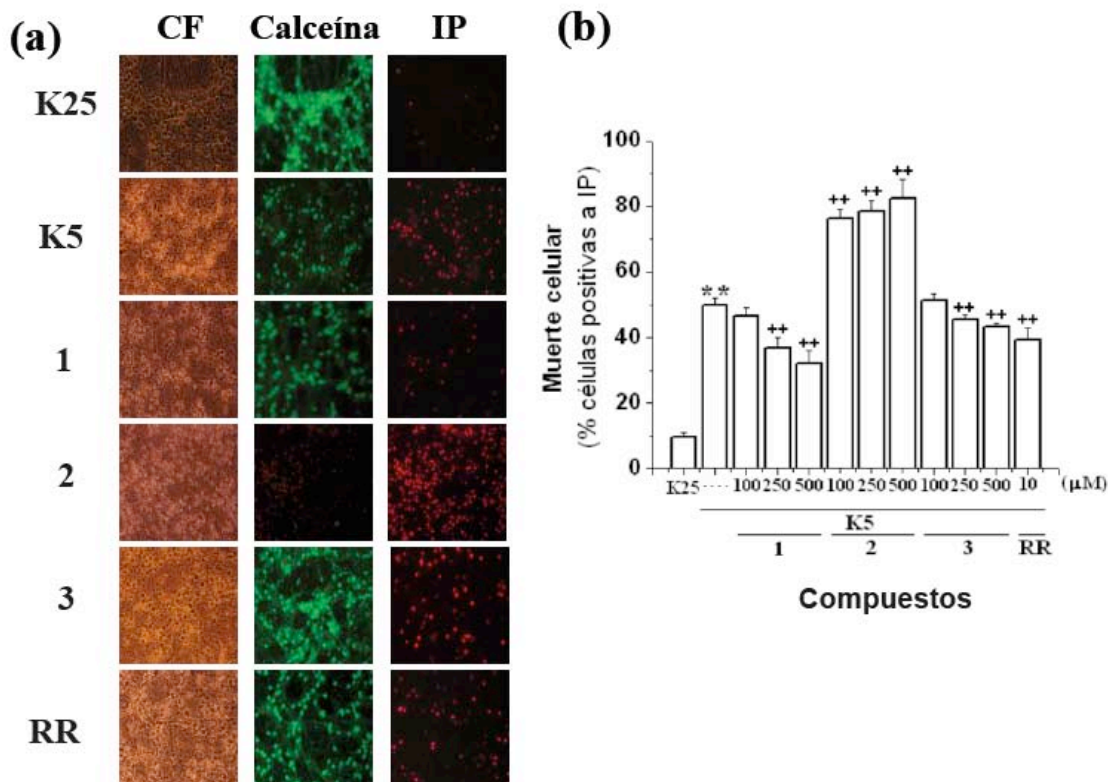 (a)
CF Calceína IP
K25
K5
1
2
3
RR
(b)
Muerte celular
(% células positivas a IP)
100
80
60
40
20
0
** ++ ++ ++ ++ ++ ++ ++ ++
K25 ---- 100 250 500 100 250 500 100 250 500 10 (µM)
K5
1 2 3 RR
Compuestos